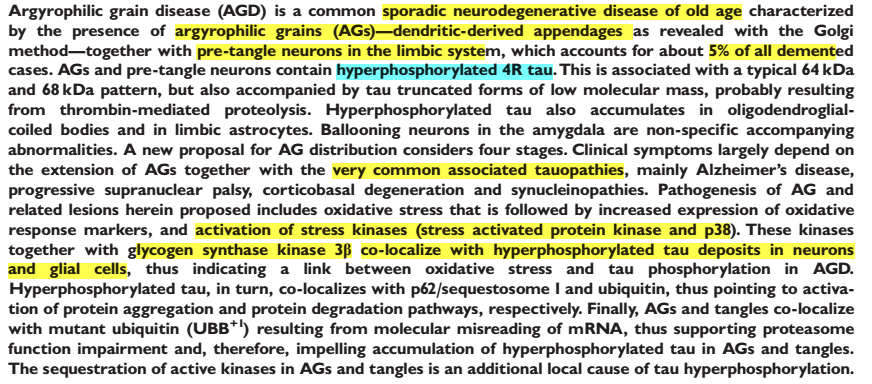 Argyrophilic grain disease (AGD) is a common sporadic neurodegenerative disease of old age characterized
by the presence of argyrophilic grains (AGs)—dendritic-derived appendages as revealed with the Golgi
method—together with pre-tangle neurons in the limbic system, which accounts for about 5% of all demented
cases. AGs and pre-tangle neurons contain hyperphosphorylated 4R tau. This is associated with a typical 64 kDa
and 68 kDa pattern, but also accompanied by tau truncated forms of low molecular mass, probably resulting
from thrombin-mediated proteolysis. Hyperphosphorylated tau also accumulates in oligodendroglial-
coiled bodies and in limbic astrocytes. Ballooning neurons in the amygdala are non-specific accompanying
abnormalities. A new proposal for AG distribution considers four stages. Clinical symptoms largely depend on
the extension of AGs together with the very common associated tauopathies, mainly Alzheimer's disease,
progressive supranuclear palsy, corticobasal degeneration and synucleinopathies. Pathogenesis of AG and
related lesions herein proposed includes oxidative stress that is followed by increased expression of oxidative
response markers, and activation of stress kinases (stress activated protein kinase and p38). These kinases
together with glycogen synthase kinase 3β co-localize with hyperphosphorylated tau deposits in neurons
and glial cells, thus indicating a link between oxidative stress and tau phosphorylation in AGD.
Hyperphosphorylated tau, in turn, co-localizes with p62/sequestosome 1 and ubiquitin, thus pointing to activa-
tion of protein aggregation and protein degradation pathways, respectively. Finally, AGs and tangles co-localize
with mutant ubiquitin (UBB+1) resulting from molecular misreading of mRNA, thus supporting proteasome
function impairment and, therefore, impelling accumulation of hyperphosphorylated tau in AGs and tangles.
The sequestration of active kinases in AGs and tangles is an additional local cause of tau hyperphosphorylation.